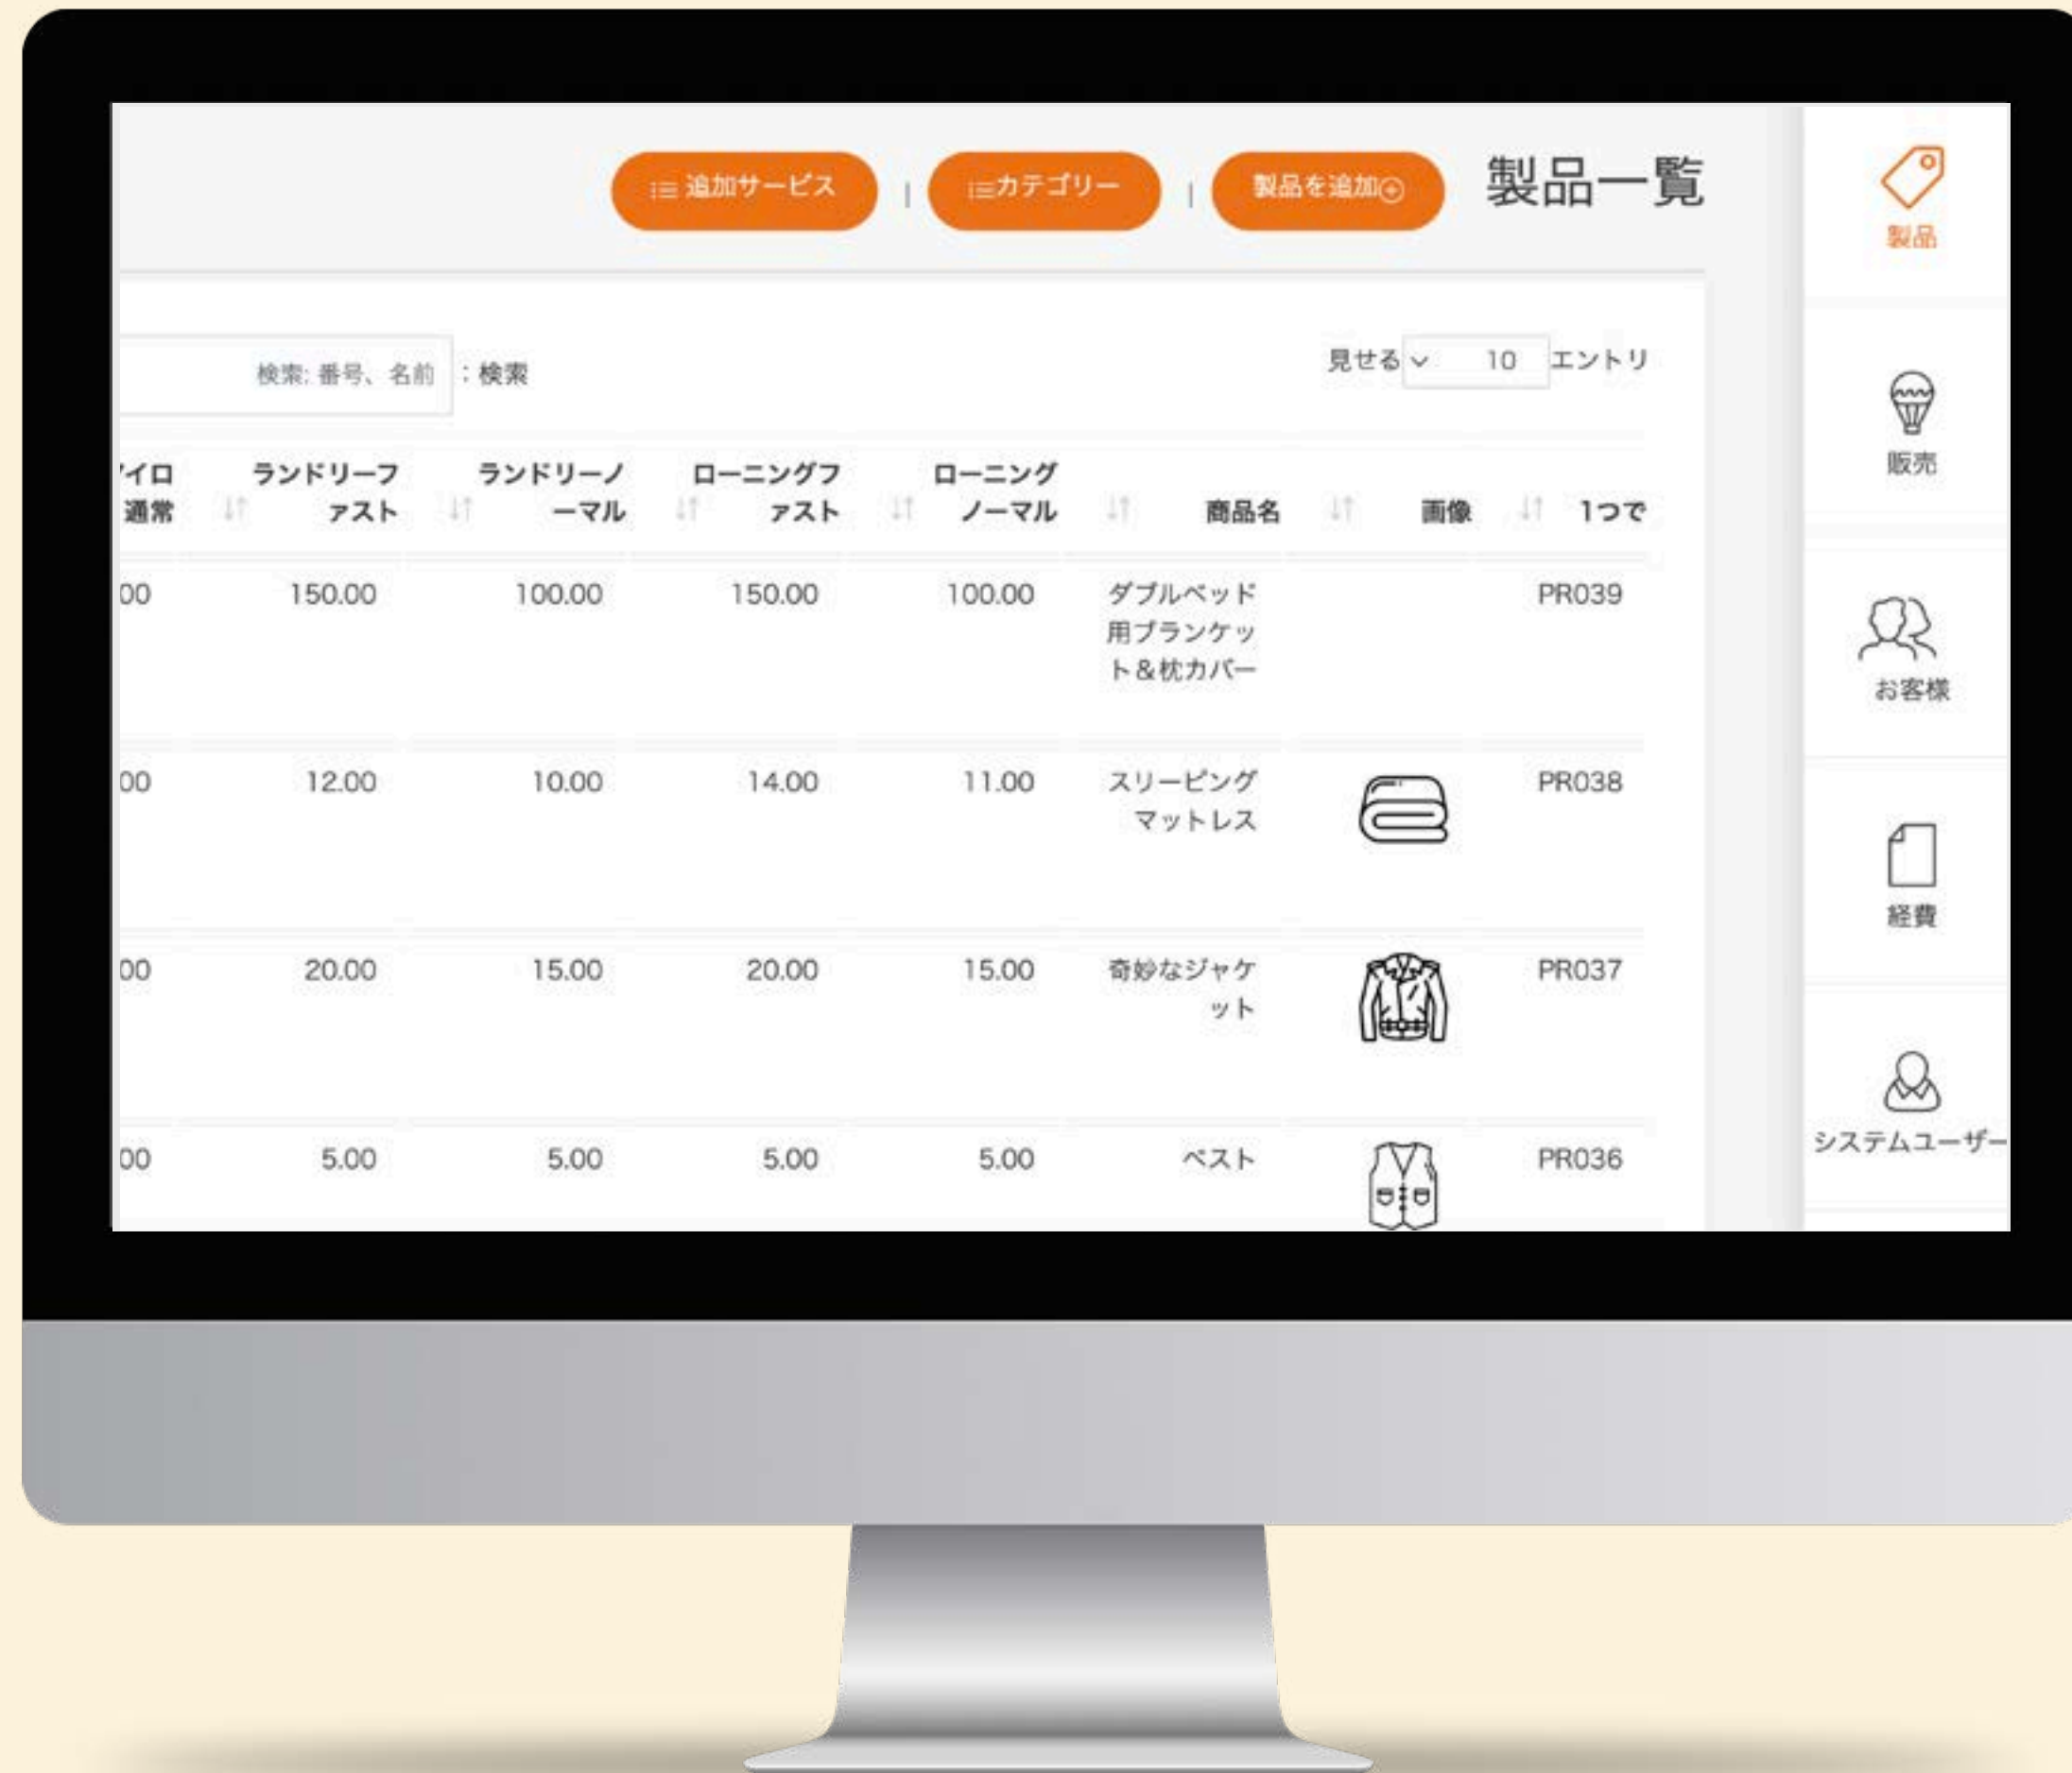 追加サービス | カテゴリー | 製品を追加 製品一覧
検索: 番号、名前 : 検索 見せる 10 エントリ
イロ ランドリーフ ランドリーノ ローニングフ ローニング
通常 ァスト ーマル ァスト ノーマル 商品名 画像 1つで
00 150.00 100.00 150.00 100.00 ダブルベッド PR039
用ブランケッ
ト&枕カバー
00 12.00 10.00 14.00 11.00 スリーピング PR038
マットレス
00 20.00 15.00 20.00 15.00 奇妙なジャケ PR037
ット
00 5.00 5.00 5.00 5.00 ベスト PR036
製品
販売
お客様
経費
システムユーザー